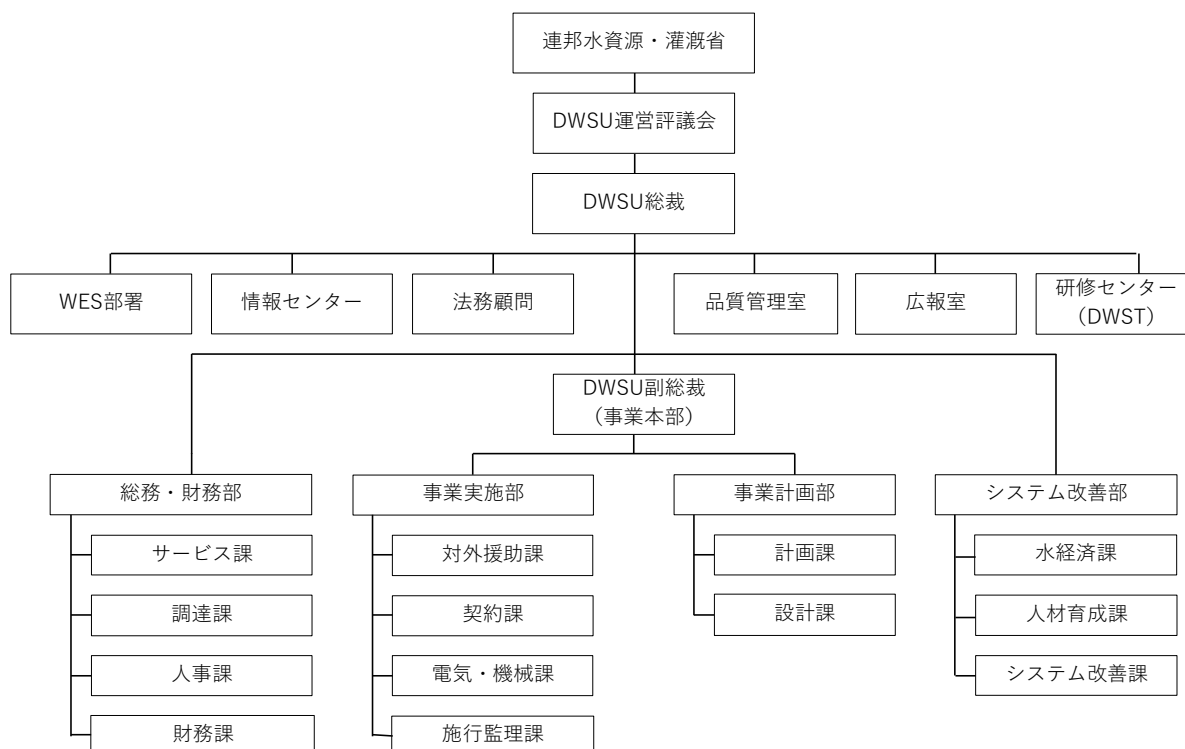 連邦水資源・灌漑省
DWSU運営評議会
DWSU総裁
WES部署
情報センター
法務顧問
品質管理室
広報室
研修センター
（DWST）
DWSU副総裁
（事業本部）
総務・財務部
事業実施部
事業計画部
システム改善部
サービス課
対外援助課
計画課
水経済課
調達課
契約課
設計課
人材育成課
人事課
電気・機械課
システム改善課
財務課
施行監理課